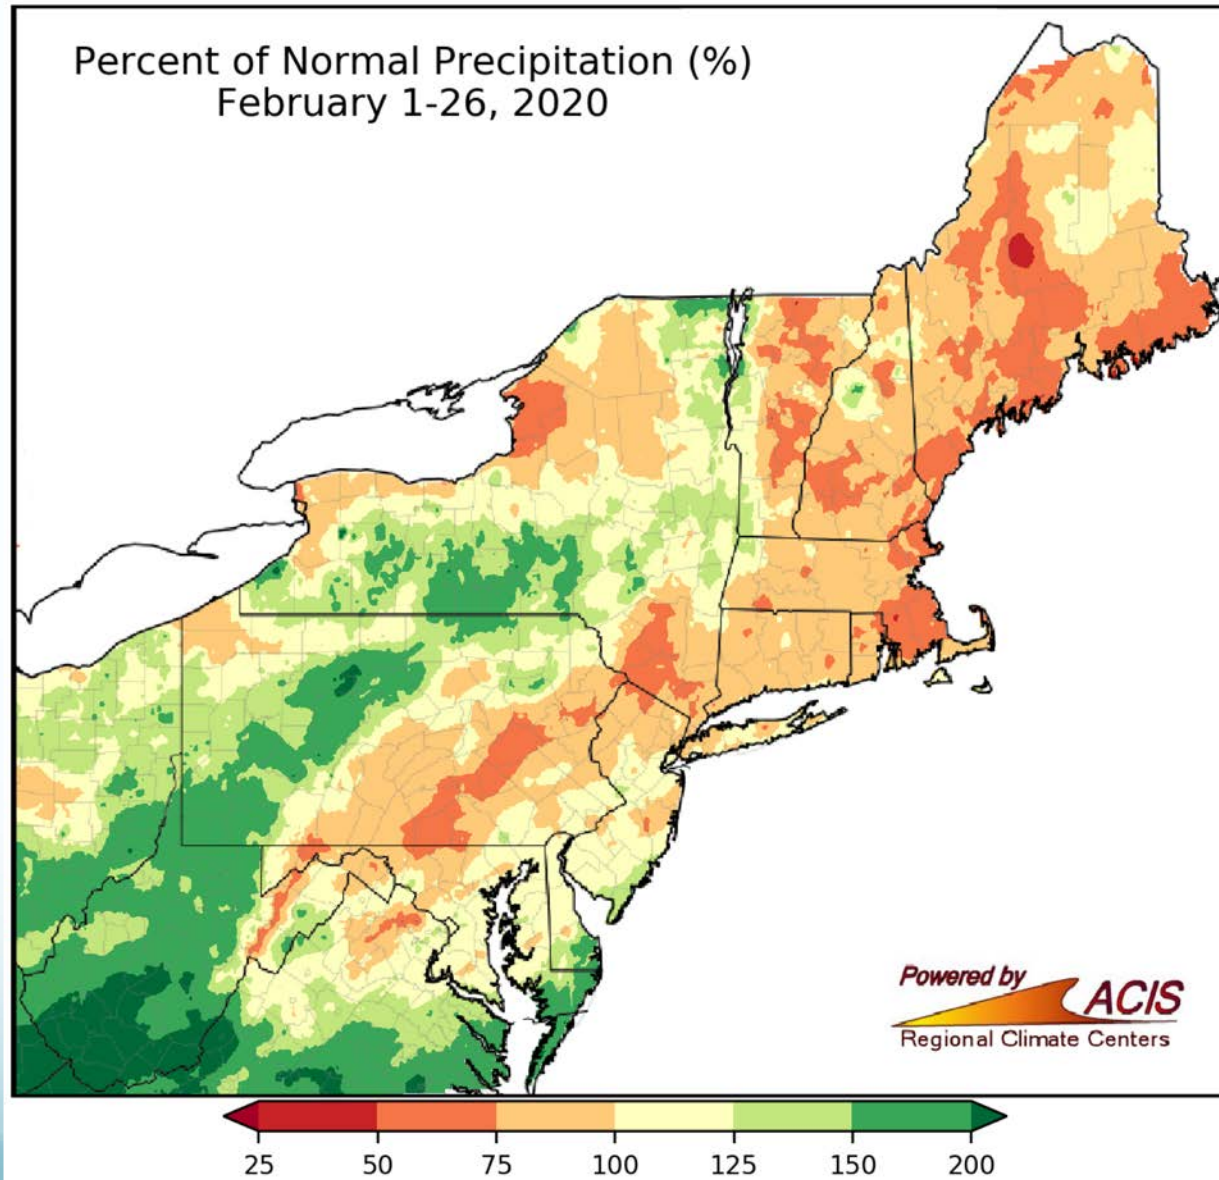 Percent of Normal Precipitation (%)
February 1-26, 2020
Powered by
ACIS
Regional Climate Centers
25 50 75 100 125 150 200